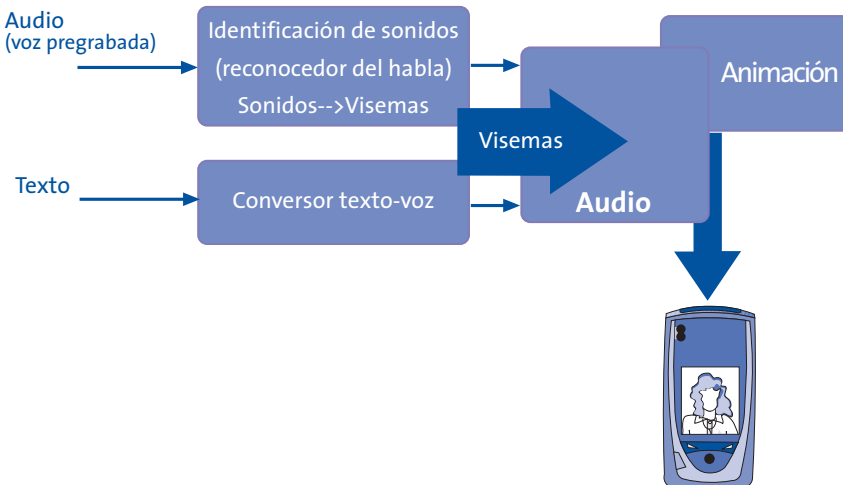 Audio
(voz pregrabada)
Identificación de sonidos
(reconocedor del habla)
Sonidos-->Visemas
Animación
Visemas
Texto
Conversor texto-voz
Audio